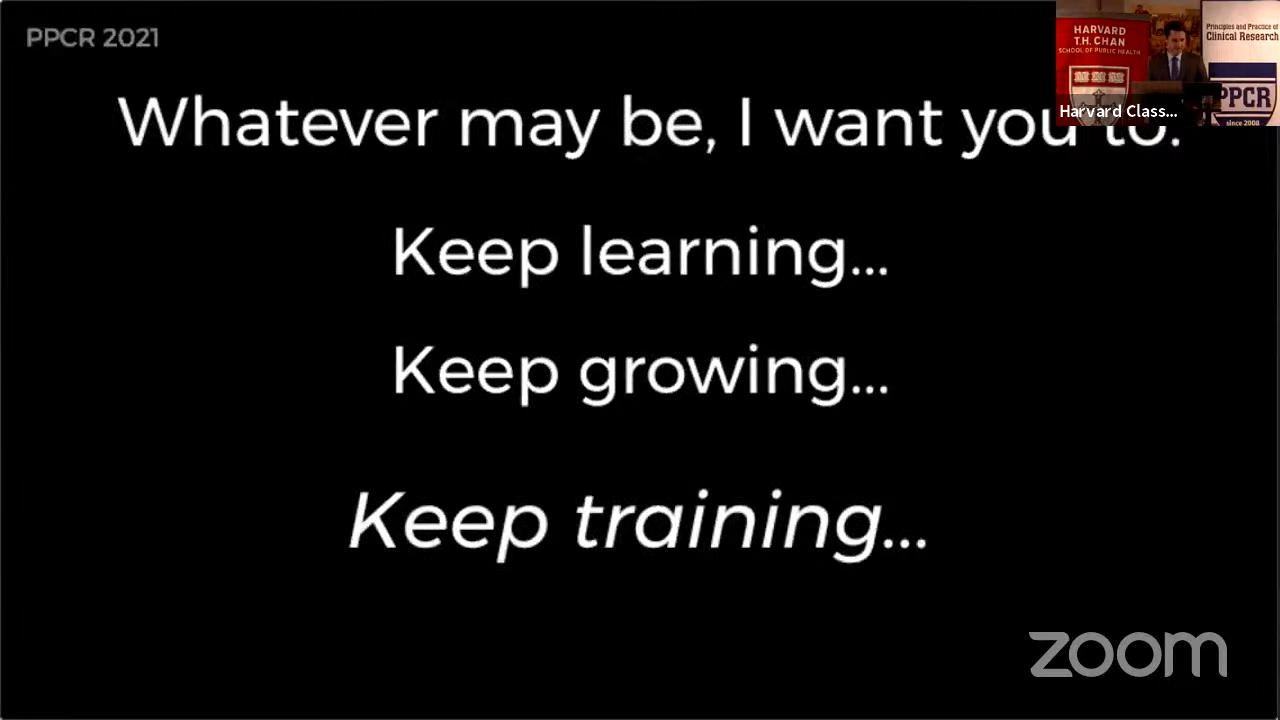 PPCR 2021
HARVARD
T.H. CHAN
SCHOOL OF PUBLIC HEALTH
Principles and Practice of
Clinical Research
PPCR
since 2008
Harvard Class...
Whatever may be, I want you to:
Keep learning...
Keep growing...
Keep training...
zoom